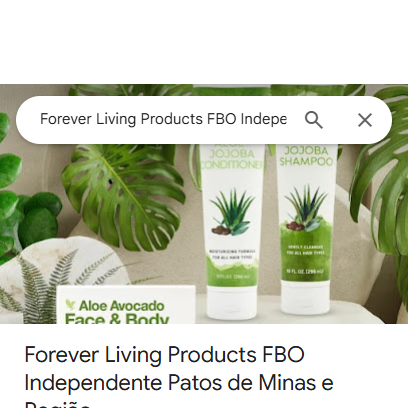 Forever Living Products FBO Indepe
JOJOBA
CONDITIONER
MOISTURIZING FORMULA
FOR ALL HAIR TYPES
JOJOBA
SHAMPOO
GENTLY CLEANSES
FOR ALL HAIR TYPES
10 FL. OZ. (296 mL)
Aloe Avocado
Face & Body
Forever Living Products FBO
Independente Patos de Minas e
Região